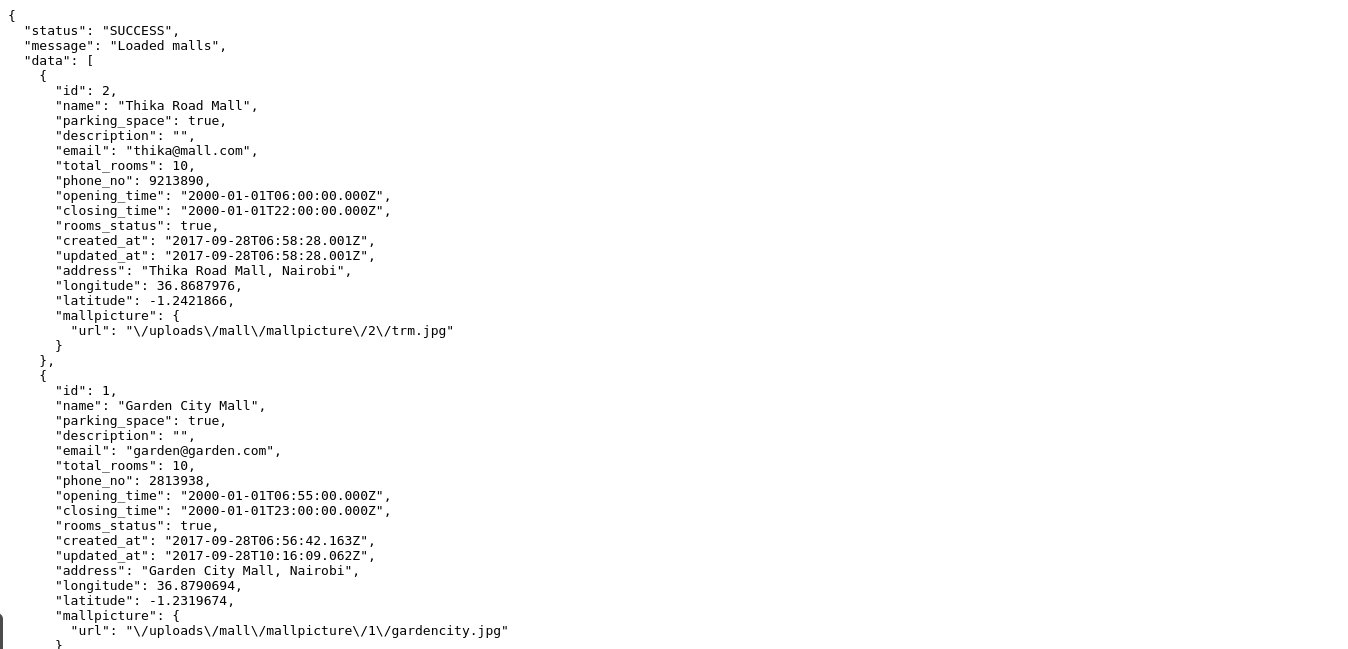 {
  "status": "SUCCESS",
  "message": "Loaded malls",
  "data": [
    {
      "id": 2,
      "name": "Thika Road Mall",
      "parking_space": true,
      "description": "",
      "email": "thika@mall.com",
      "total_rooms": 10,
      "phone_no": 9213890,
      "opening_time": "2000-01-01T06:00:00.000Z",
      "closing_time": "2000-01-01T22:00:00.000Z",
      "rooms_status": true,
      "created_at": "2017-09-28T06:58:28.001Z",
      "updated_at": "2017-09-28T06:58:28.001Z",
      "address": "Thika Road Mall, Nairobi",
      "longitude": 36.8687976,
      "latitude": -1.2421866,
      "mallpicture": {
        "url": "\/uploads\/mall\/mallpicture\/2\/trm.jpg"
      }
    },
    {
      "id": 1,
      "name": "Garden City Mall",
      "parking_space": true,
      "description": "",
      "email": "garden@garden.com",
      "total_rooms": 10,
      "phone_no": 2813938,
      "opening_time": "2000-01-01T06:55:00.000Z",
      "closing_time": "2000-01-01T23:00:00.000Z",
      "rooms_status": true,
      "created_at": "2017-09-28T06:56:42.163Z",
      "updated_at": "2017-09-28T10:16:09.062Z",
      "address": "Garden City Mall, Nairobi",
      "longitude": 36.8790694,
      "latitude": -1.2319674,
      "mallpicture": {
        "url": "\/uploads\/mall\/mallpicture\/1\/gardencity.jpg"
      }